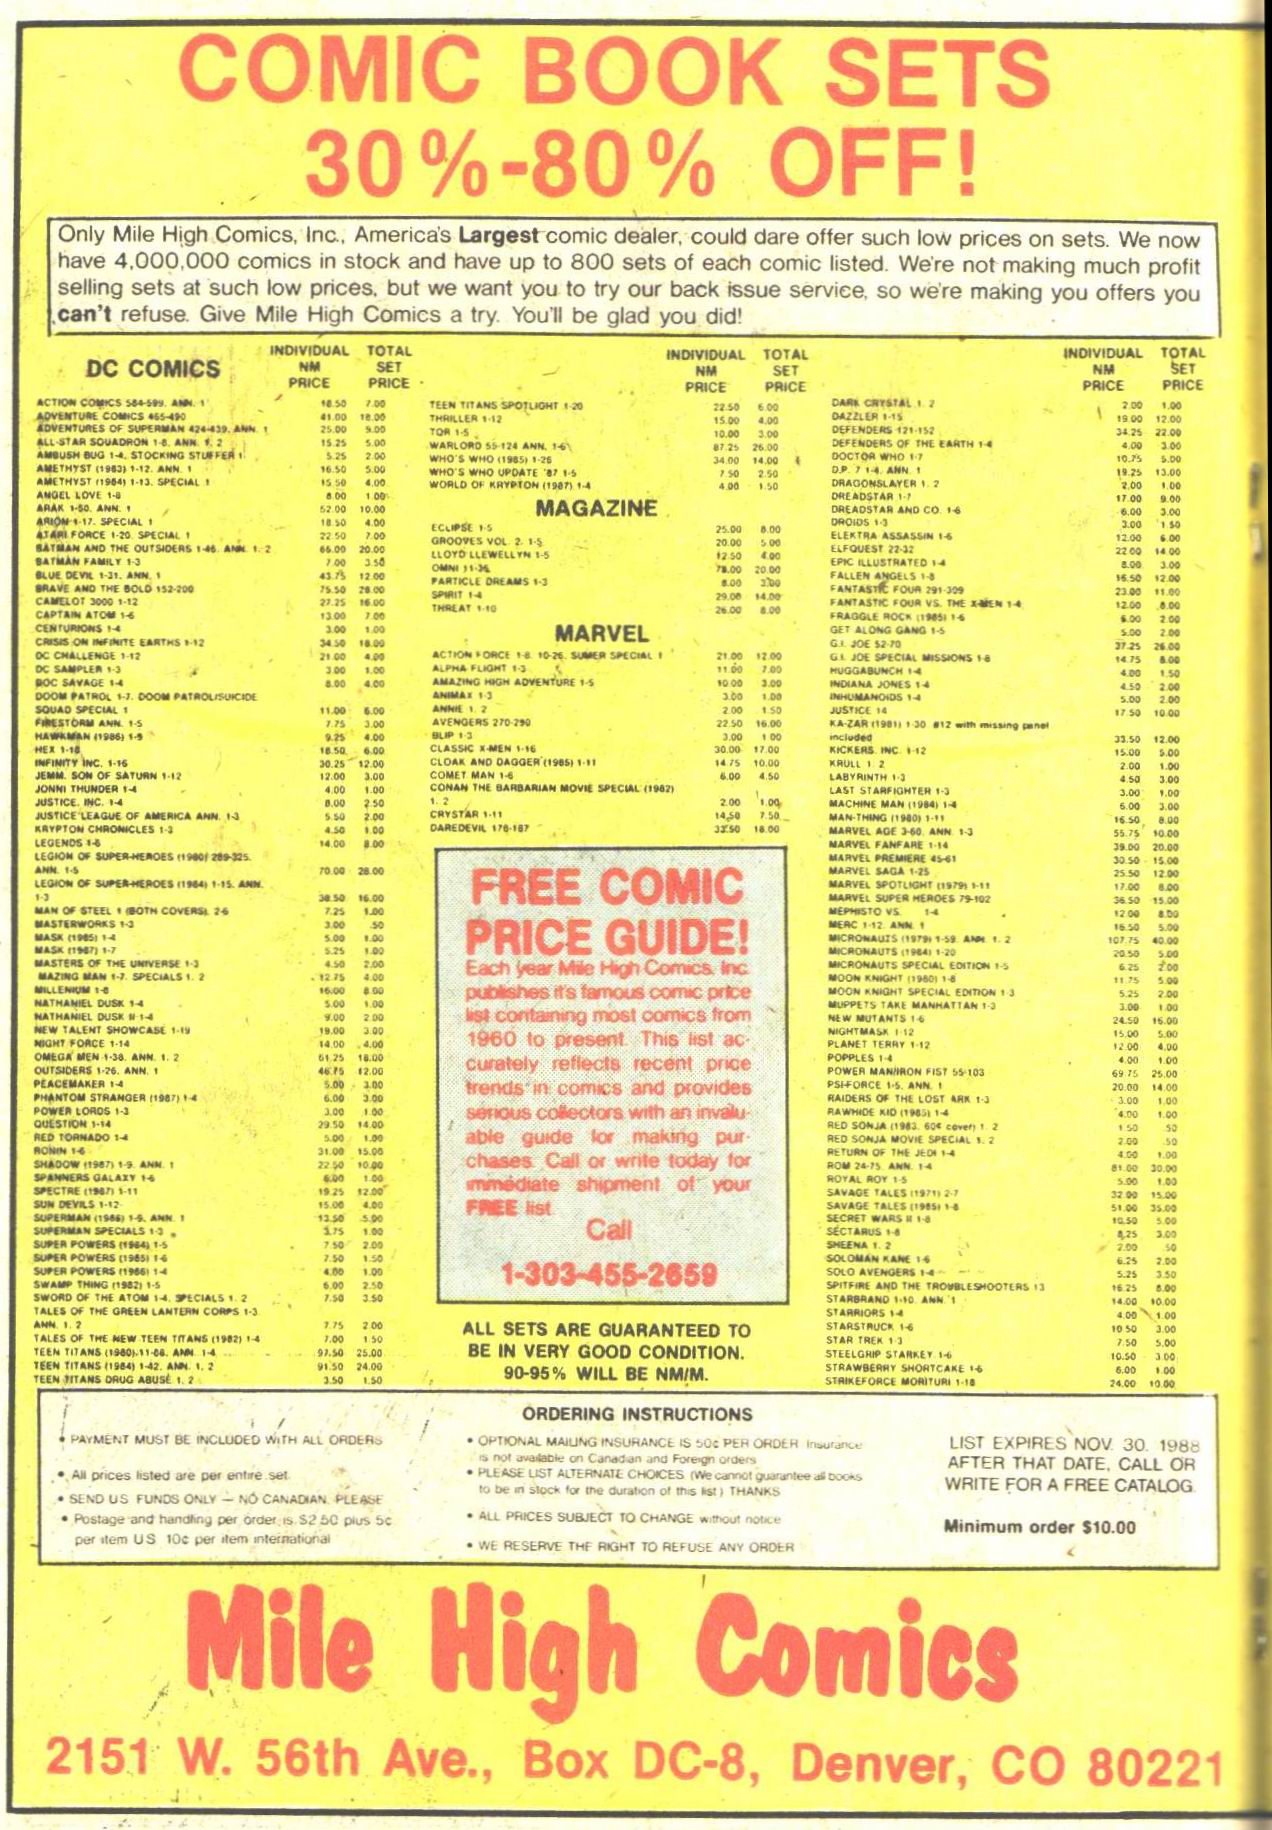 COMIC BOOK SETS
30%-80% OFF!
Only Mile High Comics, Inc., America's Largest comic dealer, could dare offer such low prices on sets. We now
have 4,000,000 comics in stock and have up to 800 sets of each comic listed. We're not making much profit
selling sets at such low prices, but we want you to try our back issue service, so we're making you offers you
can't refuse. Give Mile High Comics a try. You'll be glad you did!
DC COMICS
INDIVIDUAL NM PRICE TOTAL SET PRICE
ACTION COMICS 584-599, ANN. 1 18.50 7.00
ADVENTURE COMICS 465-490 41.00 18.00
ADVENTURES OF SUPERMAN 424-439, ANN. 1 25.00 9.00
ALL-STAR SQUADRON 1-8, ANN. 1, 2 15.25 5.00
AMBUSH BUG 1-4, STOCKING STUFFER 1 5.25 2.00
AMETHYST (1983) 1-12, ANN. 1 16.50 5.00
AMETHYST (1984) 1-13, SPECIAL 1 15.50 4.00
ANGEL LOVE 1-8 8.00 1.00
ARAK 1-50, ANN. 1 52.00 10.00
ARION 1-17, SPECIAL 1 18.50 4.00
ATARI FORCE 1-20, SPECIAL 1 22.50 7.00
BATMAN AND THE OUTSIDERS 1-46, ANN. 1, 2 66.00 20.00
BATMAN FAMILY 1-3 7.00 3.50
BLUE DEVIL 1-31, ANN. 1 43.75 12.00
BRAVE AND THE BOLD 152-200 75.50 28.00
CAMELOT 3000 1-12 27.25 16.00
CAPTAIN ATOM 1-6 13.00 7.00
CENTURIONS 1-4 3.00 1.00
CRISIS ON INFINITE EARTHS 1-12 34.50 18.00
DC CHALLENGE 1-12 21.00 4.00
DC SAMPLER 1-3 3.00 1.00
DOC SAVAGE 1-4 8.00 4.00
DOOM PATROL 1-7, DOOM PATROL/SUICIDE
SQUAD SPECIAL 1 11.00 6.00
FIRESTORM ANN. 1-5 7.75 3.00
HAWKMAN (1986) 1-9 9.25 4.00
HEX 1-18 18.50 6.00
INFINITY INC. 1-16 30.25 12.00
JEMM, SON OF SATURN 1-12 12.00 3.00
JONNI THUNDER 1-4 4.00 1.00
JUSTICE, INC. 1-4 8.00 2.50
JUSTICE LEAGUE OF AMERICA ANN. 1-3 5.50 2.00
KRYPTON CHRONICLES 1-3 4.50 1.00
LEGENDS 1-6 14.00 8.00
LEGION OF SUPER-HEROES (1980) 289-325,
ANN. 1-5 70.00 28.00
LEGION OF SUPER-HEROES (1984) 1-15, ANN.
1-3 38.50 16.00
MAN OF STEEL 1 (BOTH COVERS), 2-6 7.25 1.00
MASTERWORKS 1-3 3.00 .50
MASK (1985) 1-4 5.00 1.00
MASK (1987) 1-7 5.25 1.00
MASTERS OF THE UNIVERSE 1-3 4.50 2.00
MAZING MAN 1-7, SPECIALS 1, 2 12.75 4.00
MILLENIUM 1-8 16.00 8.00
NATHANIEL DUSK 1-4 5.00 1.00
NATHANIEL DUSK II 1-4 9.00 2.00
NEW TALENT SHOWCASE 1-19 19.00 3.00
NIGHT FORCE 1-14 14.00 4.00
OMEGA MEN 1-38, ANN. 1, 2 61.25 18.00
OUTSIDERS 1-26, ANN. 1 46.75 12.00
PEACEMAKER 1-4 5.00 3.00
PHANTOM STRANGER (1987) 1-4 6.00 3.00
POWER LORDS 1-3 3.00 1.00
QUESTION 1-14 29.50 14.00
RED TORNADO 1-4 5.00 1.00
RONIN 1-6 31.00 15.00
SHADOW (1987) 1-9, ANN. 1 22.50 10.00
SPANNERS GALAXY 1-6 6.00 1.00
SPECTRE (1987) 1-11 19.25 12.00
SUN DEVILS 1-12 15.00 4.00
SUPERMAN (1986) 1-9, ANN. 1 13.50 5.00
SUPERMAN SPECIALS 1-3 3.75 1.00
SUPER POWERS (1984) 1-5 7.50 2.00
SUPER POWERS (1985) 1-6 7.50 1.50
SUPER POWERS (1986) 1-4 4.00 1.00
SWAMP THING (1982) 1-5 6.00 2.50
SWORD OF THE ATOM 1-4, SPECIALS 1, 2 7.50 3.50
TALES OF THE GREEN LANTERN CORPS 1-3,
ANN. 1, 2 7.75 2.00
TALES OF THE NEW TEEN TITANS (1982) 1-4 7.00 1.50
TEEN TITANS (1980) 11-58, ANN. 1-4 97.50 25.00
TEEN TITANS (1984) 1-42, ANN. 1, 2 91.50 24.00
TEEN TITANS DRUG ABUSE 1, 2 3.50 1.50
INDIVIDUAL NM PRICE TOTAL SET PRICE
TEEN TITANS SPOTLIGHT 1-20 22.50 6.00
THRILLER 1-12 15.00 4.00
TOR 1-5 10.00 3.00
WARLORD 55-124 ANN. 1-6 87.25 26.00
WHO'S WHO (1985) 1-26 34.00 14.00
WHO'S WHO UPDATE '87 1-5 7.50 2.50
WORLD OF KRYPTON (1987) 1-4 4.00 1.50
MAGAZINE
ECLIPSE 1-5 25.00 8.00
GROOVES VOL. 2, 1-5 20.00 5.00
LLOYD LLEWELLYN 1-5 12.50 4.00
OMNI 11-36 78.00 20.00
PARTICLE DREAMS 1-3 8.00 3.00
SPIRIT 1-4 29.00 14.00
THREAT 1-10 26.00 8.00
MARVEL
ACTION FORCE 1-8, 10-26, SUMER SPECIAL 1 21.00 12.00
ALPHA FLIGHT 1-3 11.00 7.00
AMAZING HIGH ADVENTURE 1-5 10.00 3.00
ANIMAX 1-3 3.00 1.00
ANNIE 1, 2 2.00 1.50
AVENGERS 270-290 22.50 16.00
BLIP 1-3 3.00 1.00
CLASSIC X-MEN 1-16 30.00 17.00
CLOAK AND DAGGER (1985) 1-11 14.75 10.00
COMET MAN 1-6 6.00 4.50
CONAN THE BARBARIAN MOVIE SPECIAL (1982)
1, 2 2.00 1.00
CRYSTAR 1-11 14.50 7.50
DAREDEVIL 176-187 33.50 18.00
FREE COMIC
PRICE GUIDE!
Each year Mile High Comics, Inc.
publishes it's famous comic price
list containing most comics from
1960 to present. This list ac-
curately reflects recent price
trends in comics and provides
serious collectors with an invalu-
able guide for making pur-
chases. Call or write today for
immediate shipment of your
FREE list.
Call
1-303-455-2659
ALL SETS ARE GUARANTEED TO
BE IN VERY GOOD CONDITION.
90-95% WILL BE NM/M.
INDIVIDUAL NM PRICE TOTAL SET PRICE
DARK CRYSTAL 1, 2 2.00 1.00
DAZZLER 1-15 19.00 12.00
DEFENDERS 121-152 34.25 22.00
DEFENDERS OF THE EARTH 1-4 4.00 3.00
DOCTOR WHO 1-7 10.75 5.00
D.P. 7 1-8, ANN. 1 19.25 13.00
DRAGONSLAYER 1, 2 2.00 1.00
DREADSTAR 1-7 17.00 9.00
DREADSTAR AND CO. 1-6 6.00 3.00
DROIDS 1-3 3.00 1.50
ELEKTRA ASSASSIN 1-6 12.00 6.00
ELFQUEST 22-32 22.00 14.00
EPIC ILLUSTRATED 1-4 8.00 3.00
FALLEN ANGELS 1-8 16.50 12.00
FANTASTIC FOUR 291-309 23.00 11.00
FANTASTIC FOUR VS. THE X-MEN 1-4 12.00 8.00
FRAGGLE ROCK (1985) 1-6 6.00 2.00
GET ALONG GANG 1-5 5.00 2.00
G.I. JOE 52-70 37.25 26.00
G.I. JOE SPECIAL MISSIONS 1-8 14.75 8.00
HUGGABUNCH 1-4 4.00 1.50
INDIANA JONES 1-4 4.50 2.00
INHUMANOIDS 1-4 5.00 2.00
JUSTICE 14 17.50 10.00
KA-ZAR (1981) 1-30 #12 with missing panel
included 33.50 12.00
KICKERS, INC. 1-12 15.00 5.00
KRULL 1, 2 2.00 1.00
LABYRINTH 1-3 4.50 3.00
LAST STARFIGHTER 1-3 3.00 1.00
MACHINE MAN (1984) 1-4 6.00 3.00
MAN-THING (1980) 1-11 16.50 8.00
MARVEL AGE 3-60, ANN. 1-3 55.75 10.00
MARVEL FANFARE 1-14 39.00 20.00
MARVEL PREMIERE 45-61 30.50 15.00
MARVEL SAGA 1-25 25.50 12.00
MARVEL SPOTLIGHT (1979) 1-11 17.00 8.00
MARVEL SUPER HEROES 79-102 36.50 15.00
MEPHISTO VS. 1-4 12.00 8.00
MERC 1-12, ANN. 1 16.50 5.00
MICRONAUTS (1979) 1-59, ANN. 1, 2 107.75 40.00
MICRONAUTS (1984) 1-20 20.50 5.00
MICRONAUTS SPECIAL EDITION 1-5 6.25 2.00
MOON KNIGHT (1980) 1-8 11.75 5.00
MOON KNIGHT SPECIAL EDITION 1-3 5.25 2.00
MUPPETS TAKE MANHATTAN 1-3 3.00 1.00
NEW MUTANTS 1-6 24.50 16.00
NIGHTMASK 1-12 15.00 5.00
PLANET TERRY 1-12 12.00 4.00
POPPLES 1-4 4.00 1.00
POWER MAN/IRON FIST 55-103 69.75 25.00
PSI-FORCE 1-5, ANN. 1 20.00 14.00
RAIDERS OF THE LOST ARK 1-3 3.00 1.00
RAWHIDE KID (1985) 1-4 4.00 1.00
RED SONJA (1983, 60¢ cover) 1, 2 1.50 .50
RED SONJA MOVIE SPECIAL 1, 2 2.00 .50
RETURN OF THE JEDI 1-4 4.00 1.00
ROM 24-75, ANN. 1-4 81.00 30.00
ROYAL ROY 1-5 5.00 1.00
SAVAGE TALES (1971) 2-7 32.00 15.00
SAVAGE TALES (1985) 1-8 51.00 35.00
SECRET WARS II 1-8 10.50 5.00
SECTARUS 1-8 8.25 3.00
SHEENA 1, 2 2.00 .50
SOLOMAN KANE 1-6 6.25 2.00
SOLO AVENGERS 1-4 5.25 3.50
SPITFIRE AND THE TROUBLESHOOTERS 13 16.25 8.00
STARBRAND 1-10, ANN. 1 14.00 10.00
STARRIORS 1-4 4.00 1.00
STARSTRUCK 1-6 10.50 3.00
STAR TREK 1-3 7.50 5.00
STEELGRIP STARKEY 1-6 10.50 3.00
STRAWBERRY SHORTCAKE 1-6 6.00 1.00
STRIKEFORCE MORITURI 1-18 24.00 10.00
ORDERING INSTRUCTIONS
• PAYMENT MUST BE INCLUDED WITH ALL ORDERS
• All prices listed are per entire set.
• SEND US FUNDS ONLY — NO CANADIAN, PLEASE
• Postage and handling per order is $2.50 plus 5¢
per item US 10¢ per item international
• OPTIONAL MAILING INSURANCE IS 50¢ PER ORDER Insurance
is not available on Canadian and Foreign orders
• PLEASE LIST ALTERNATE CHOICES (We cannot guarantee all books
to be in stock for the duration of this list) THANKS
• ALL PRICES SUBJECT TO CHANGE without notice
• WE RESERVE THE RIGHT TO REFUSE ANY ORDER
LIST EXPIRES NOV. 30, 1988
AFTER THAT DATE, CALL OR
WRITE FOR A FREE CATALOG.
Minimum order $10.00
Mile High Comics
2151 W. 56th Ave., Box DC-8, Denver, CO 80221